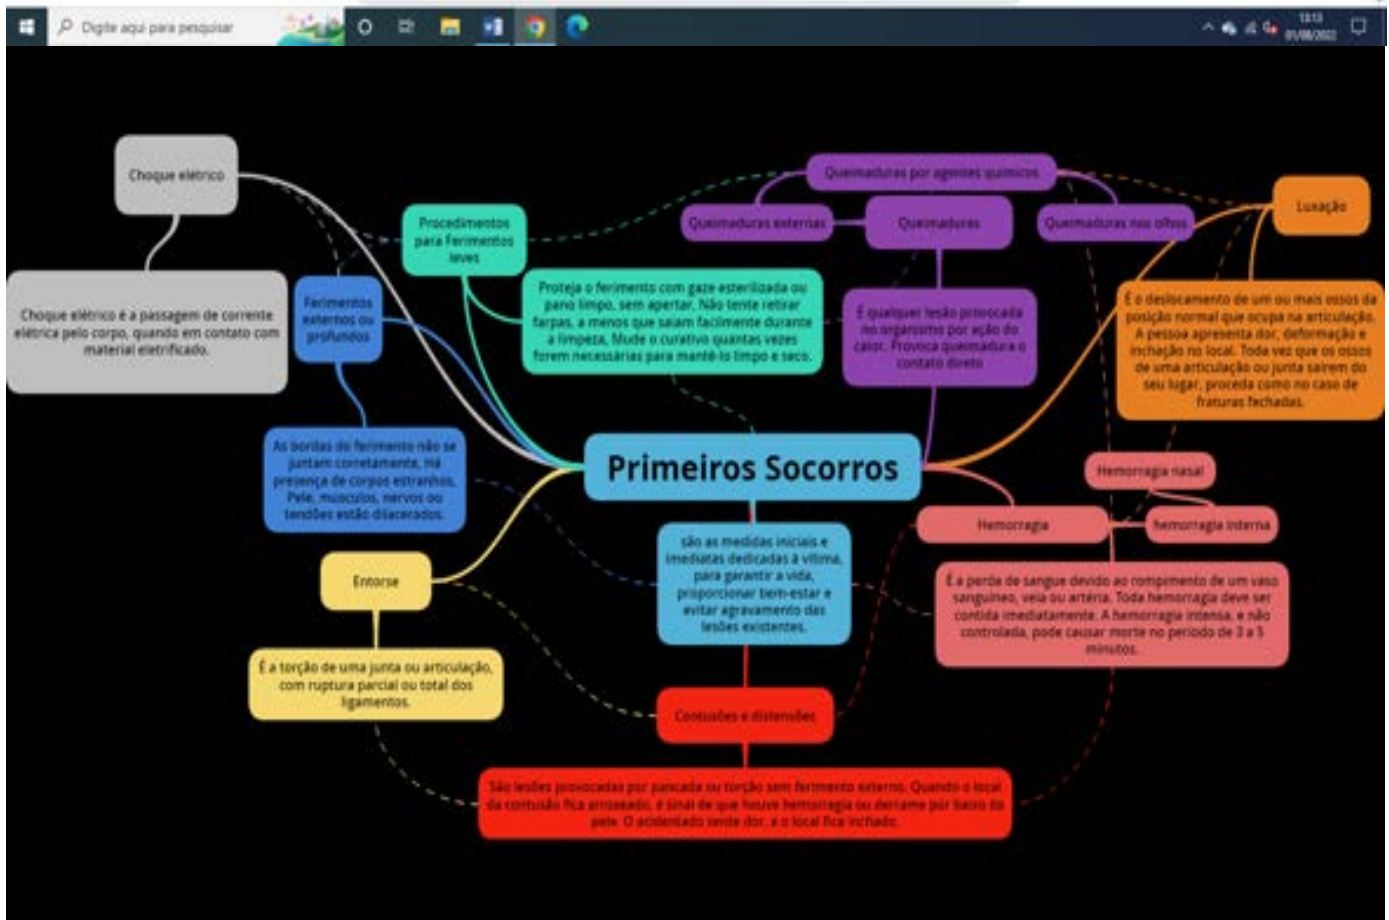 Digite aqui para pesquisar
13:13
01/08/2022
Choque elétrico
Choque elétrico é a passagem de corrente
elétrica pelo corpo, quando em contato com
material eletrificado.
Procedimentos
para Ferimentos
leves
Proteja o ferimento com gaze esterilizada ou
pano limpo, sem apertar. Não tente retirar
farpas, a menos que saiam facilmente durante
a limpeza, Mude o curativo quantas vezes
forem necessárias para mantê-lo limpo e seco.
Ferimentos
externos ou
profundos
As bordas do ferimento não se
juntam corretamente, Há
presença de corpos estranhos,
Pele, músculos, nervos ou
tendões estão dilacerados.
Queimaduras por agentes químicos
Queimaduras externas
Queimaduras
Queimaduras nos olhos
É qualquer lesão provocada
no organismo por ação do
calor. Provoca queimadura o
contato direto
Luxação
É o deslocamento de um ou mais ossos da
posição normal que ocupa na articulação.
A pessoa apresenta dor, deformação e
inchação no local. Toda vez que os ossos
de uma articulação ou junta saírem do
seu lugar, proceda como no caso de
fraturas fechadas.
Primeiros Socorros
são as medidas iniciais e
imediatas dedicadas à vítima,
para garantir a vida,
proporcionar bem-estar e
evitar agravamento das
lesões existentes.
Hemorragia nasal
Hemorragia
hemorragia interna
É a perda de sangue devido ao rompimento de um vaso
sanguíneo, veia ou artéria. Toda hemorragia deve ser
contida imediatamente. A hemorragia intensa, e não
controlada, pode causar morte no período de 3 a 5
minutos.
Entorse
É a torção de uma junta ou articulação,
com ruptura parcial ou total dos
ligamentos.
Contusões e distensões
São lesões provocadas por pancada ou torção sem ferimento externo. Quando o local
da contusão fica arroxeado, é sinal de que houve hemorragia ou derrame por baixo da
pele. O acidentado sente dor, e o local fica inchado.